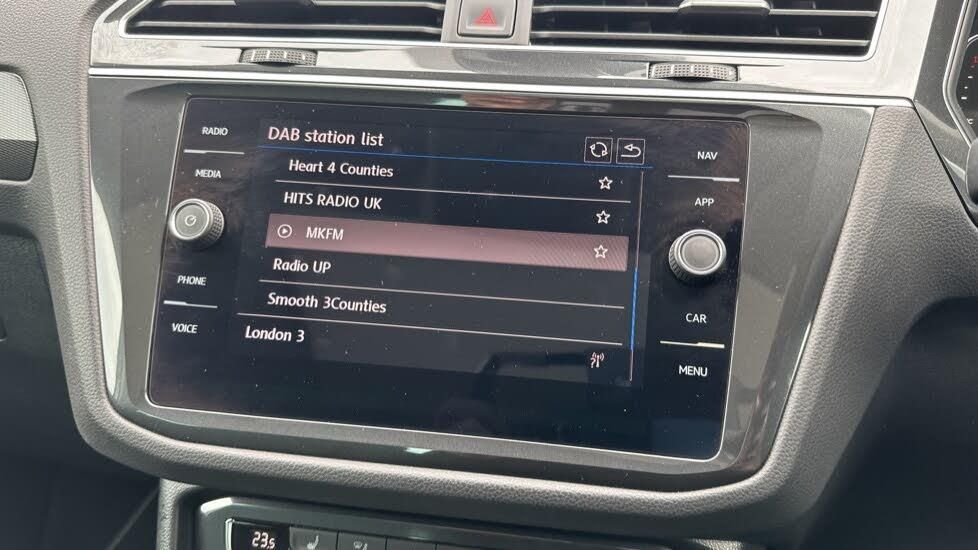 RADIO
MEDIA
PHONE
VOICE
DAB station list
Heart 4 Counties
HITS RADIO UK
MKFM
Radio UP
Smooth 3Counties
London 3
NAV
APP
CAR
MENU
23.5